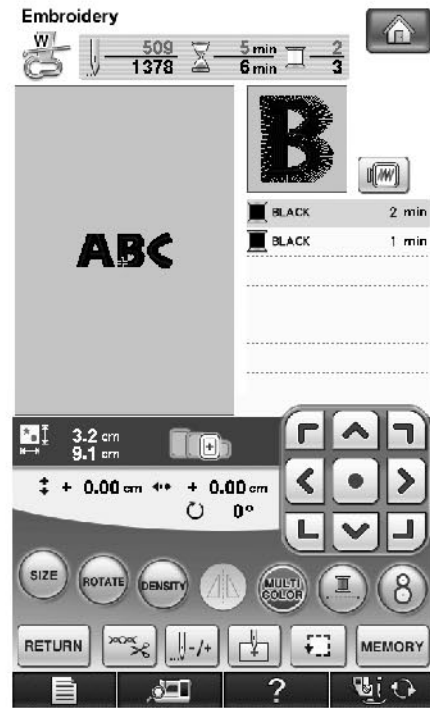 Embroidery
W
509 5 min 2
1378 6 min 3
B
BLACK 2 min
BLACK 1 min
ABC
3.2 cm
9.1 cm
+ 0.00 cm + 0.00 cm
0°
SIZE ROTATE DENSITY MULTI COLOR 8
RETURN -/+ MEMORY
?